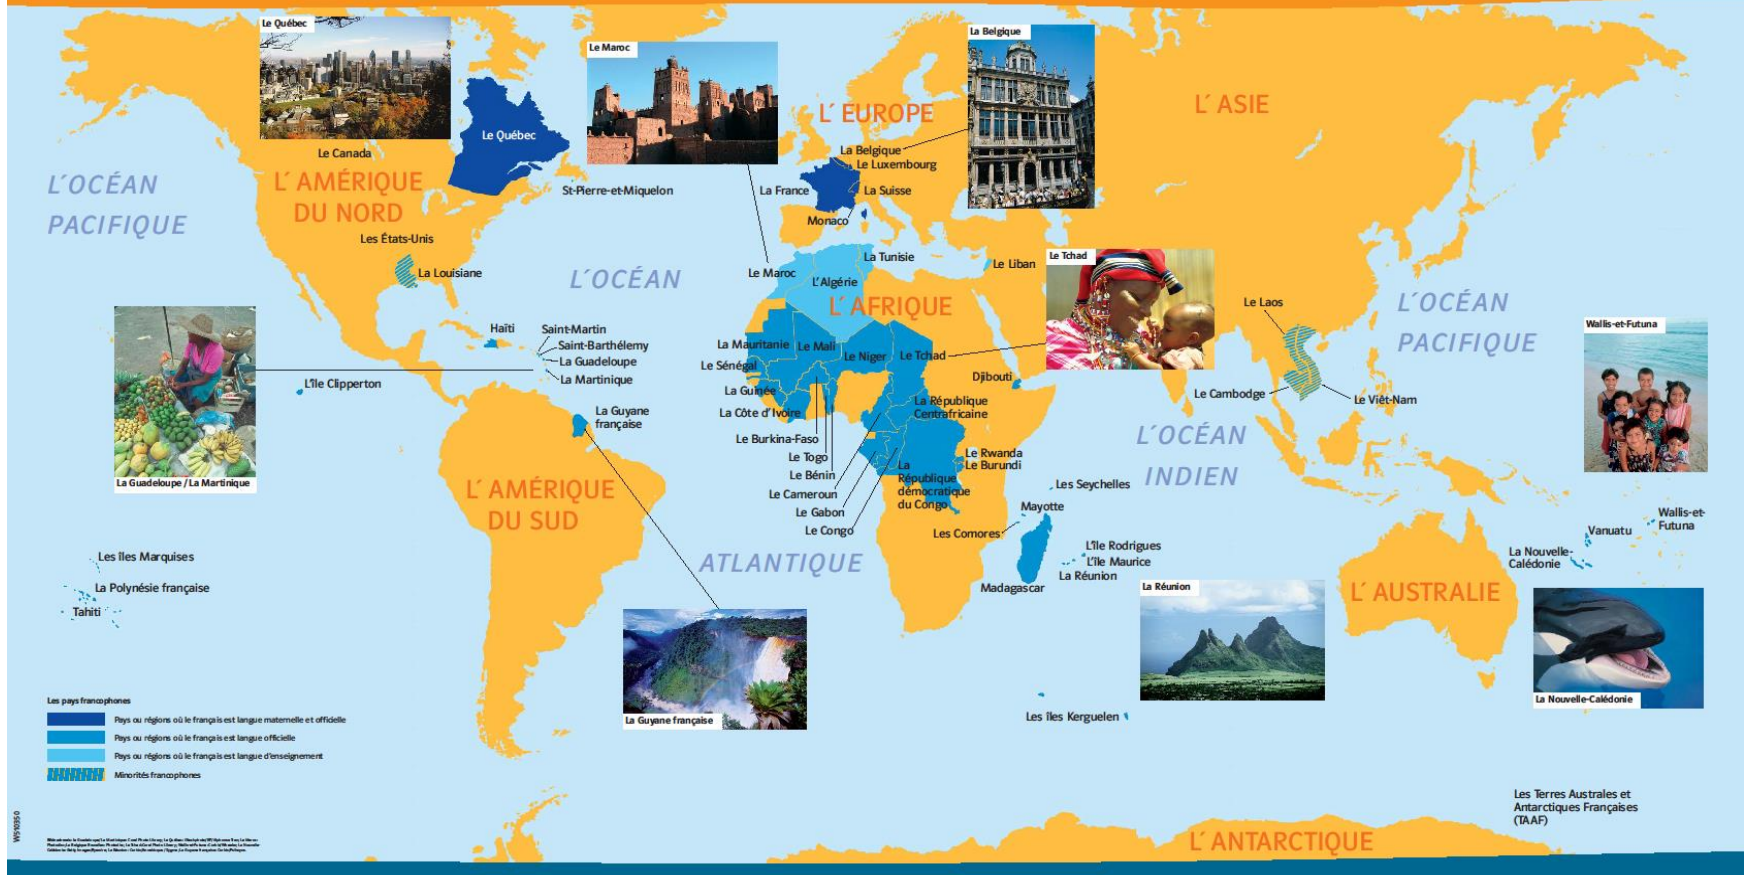 Le Québec
Le Maroc
La Belgique
L´EUROPE
L´ASIE
Le Québec
Le Canada
L´AMÉRIQUE
DU NORD
L´OCÉAN
PACIFIQUE
St-Pierre-et-Miquelon
La Belgique
Le Luxembourg
La France
La Suisse
Monaco
Les États-Unis
La Louisiane
L´OCÉAN
Le Maroc
La Tunisie
L'Algérie
Le Liban
Le Tchad
L´AFRIQUE
Le Laos
L´OCÉAN
PACIFIQUE
Wallis-et-Futuna
Haïti
Saint-Martin
Saint-Barthélemy
La Guadeloupe
La Martinique
L'île Clipperton
La Mauritanie
Le Mali
Le Niger
Le Tchad
Le Sénégal
La Guinée
La Côte d'Ivoire
Djibouti
La République
Centrafricaine
Le Cambodge
Le Viêt-Nam
La Guyane
française
Le Burkina-Faso
Le Togo
Le Bénin
Le Cameroun
Le Gabon
Le Congo
Le Rwanda
Le Burundi
La
République
démocratique
du Congo
L´OCÉAN
INDIEN
La Guadeloupe / La Martinique
L´AMÉRIQUE
DU SUD
Les Seychelles
Mayotte
Les Comores
Wallis-et-
Futuna
Vanuatu
La Nouvelle-
Calédonie
ATLANTIQUE
Les îles Marquises
La Polynésie française
Tahiti
L'île Rodrigues
L'île Maurice
La Réunion
Madagascar
La Réunion
L´AUSTRALIE
La Guyane française
La Nouvelle-Calédonie
Les îles Kerguelen
Les pays francophones
Pays ou régions où le français est langue maternelle et officielle
Pays ou régions où le français est langue officielle
Pays ou régions où le français est langue d'enseignement
Minorités francophones
Les Terres Australes et
Antarctiques Françaises
(TAAF)
L´ANTARCTIQUE
W510350